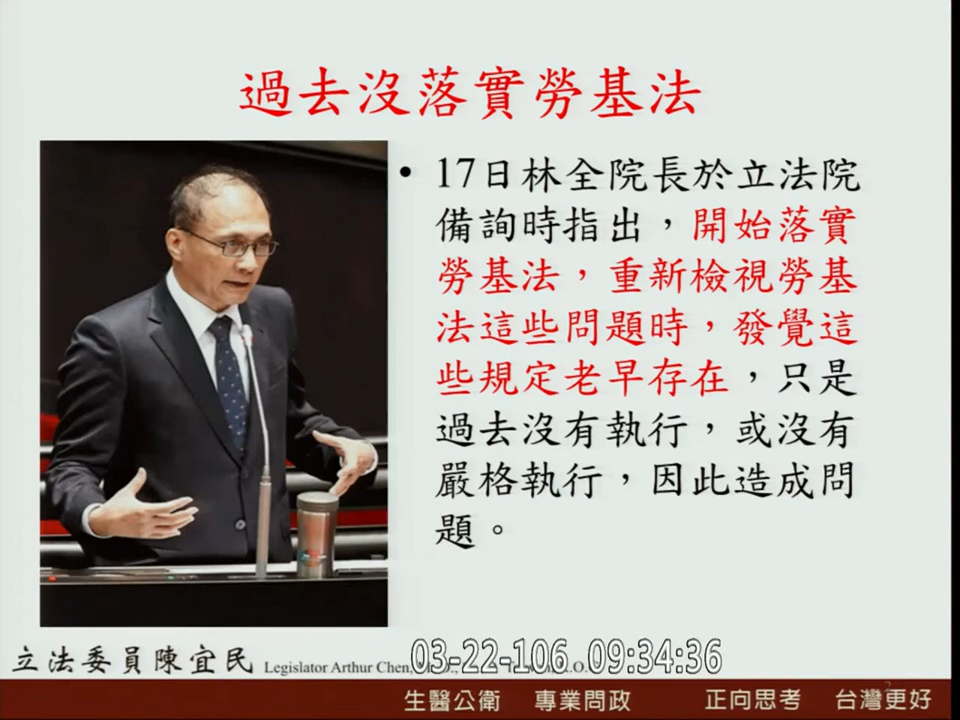 過去沒落實勞基法
• 17日林全院長於立法院
備詢時指出，開始落實
勞基法，重新檢視勞基
法這些問題時，發覺這
些規定老早存在，只是
過去沒有執行，或沒有
嚴格執行，因此造成問
題。
立法委員陳宜民 Legislator Arthur Chen,
03-22-106 09:34:36
生醫公衛 專業問政 正向思考 台灣更好